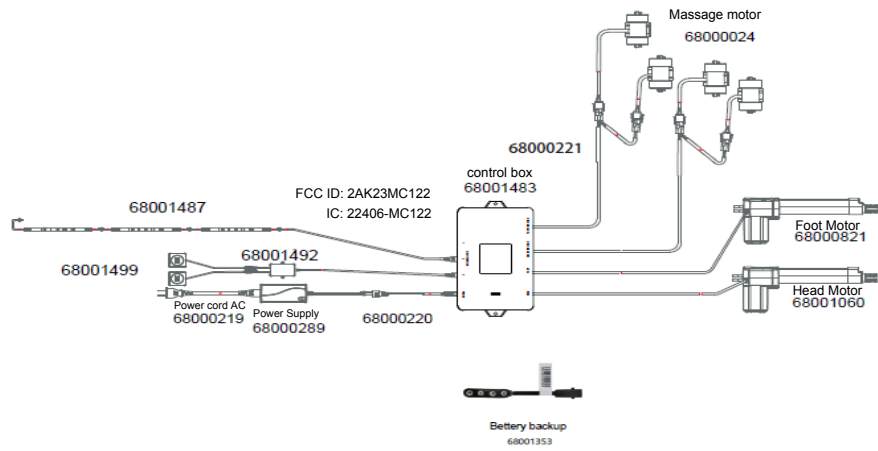 Massage motor
68000024
68000221
control box
68001483
FCC ID: 2AK23MC122
IC: 22406-MC122
68001487
68001492
68001499
Foot Motor
68000821
Head Motor
68001060
Power cord AC
68000219
Power Supply
68000289
68000220
Bettery backup
68001353